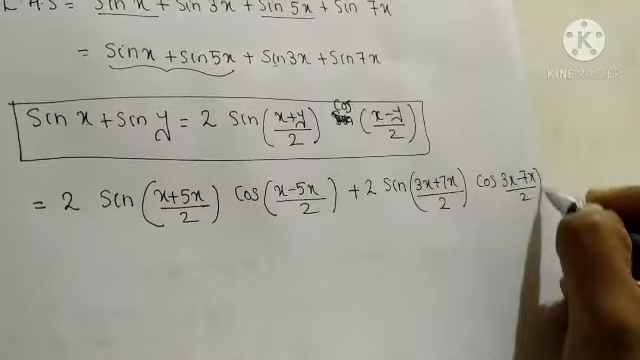 L.H.S = Sin x + Sin 3x + Sin 5x + Sin 7x
= Sin x + Sin 5x + Sin 3x + Sin 7x
Sin x + Sin y = 2 Sin (x+y/2) Cos (x-y/2)
= 2 Sin (x+5x/2) Cos (x-5x/2) + 2 Sin (3x+7x/2) Cos 3x-7x/2)
KINEMASTER